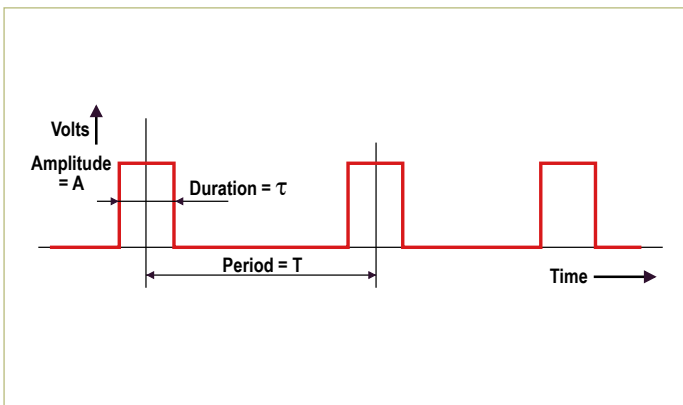 Volts
Amplitude
= A
Duration = τ
Period = T
Time